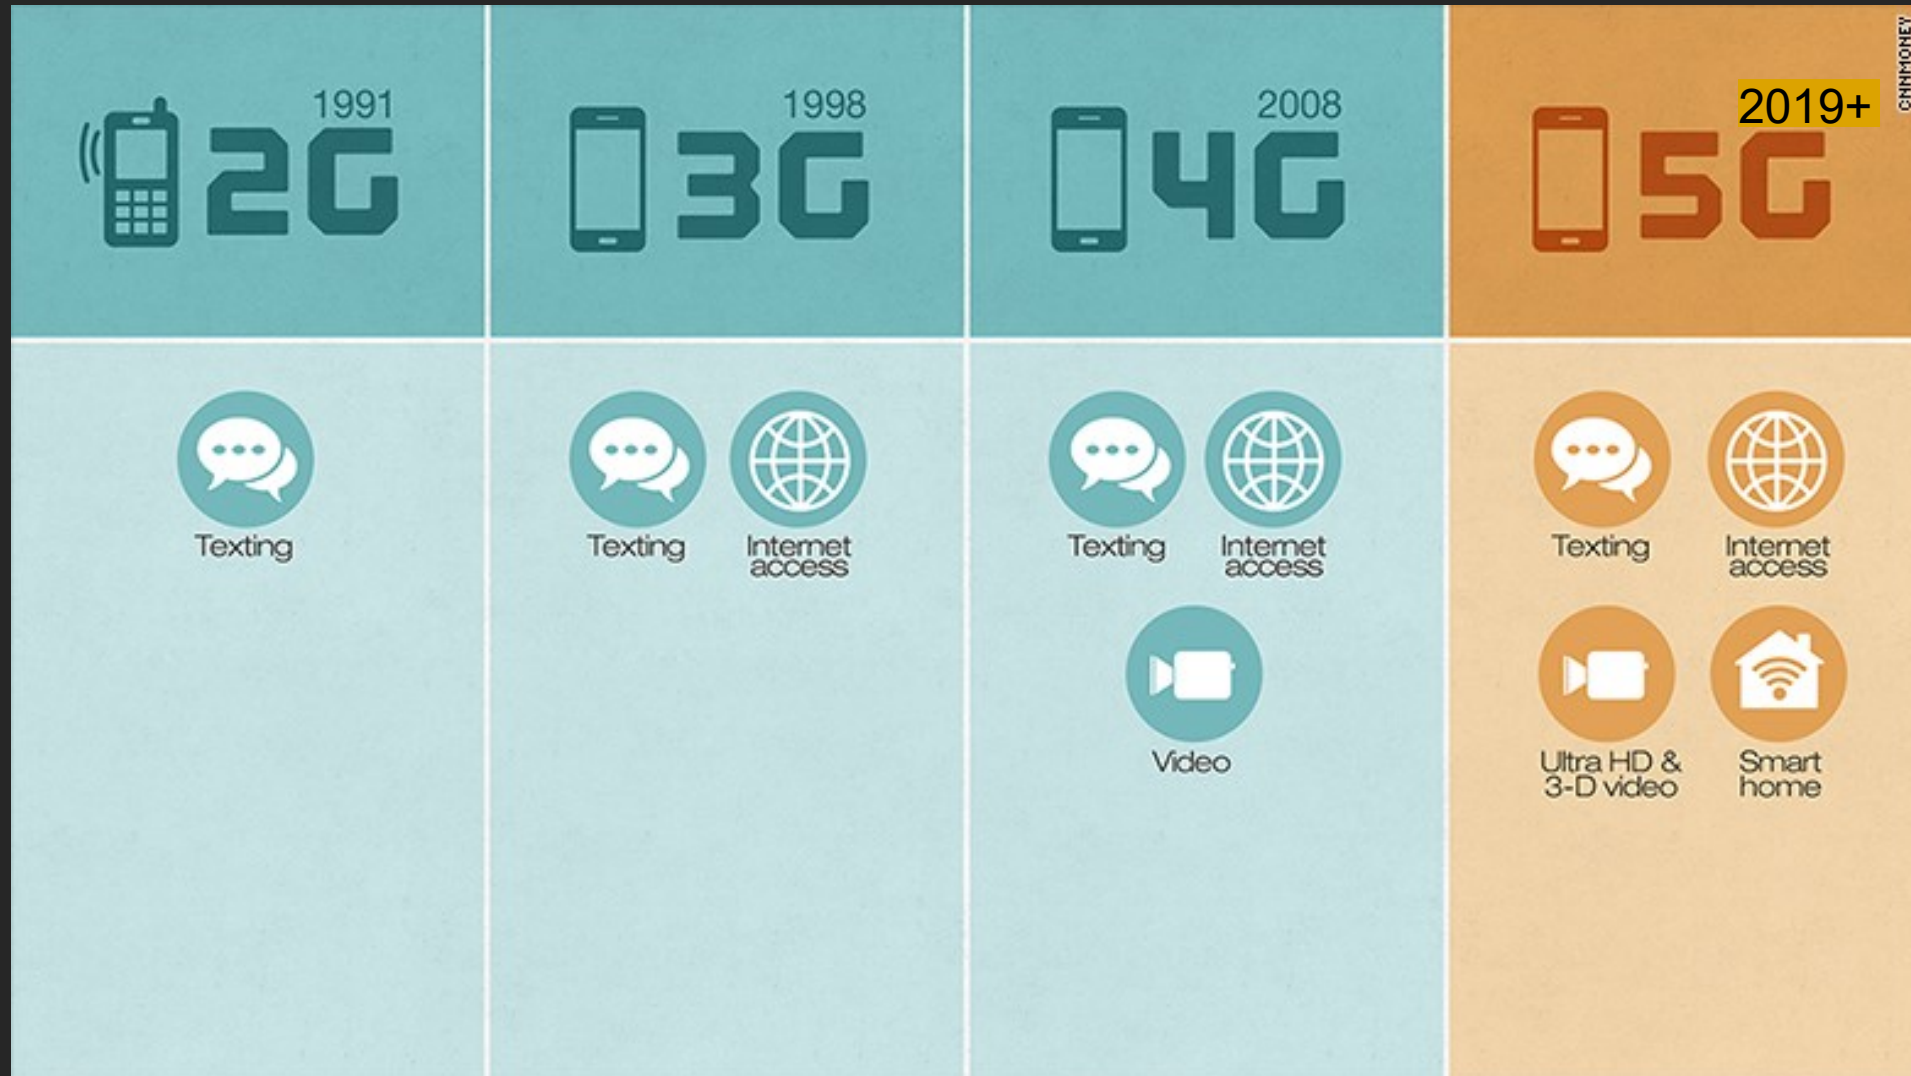 1991
2G
1998
3G
2008
4G
2019+
5G
CNNMONEY
Texting
Texting
Internet
access
Texting
Internet
access
Video
Texting
Internet
access
Ultra HD &
3-D video
Smart
home